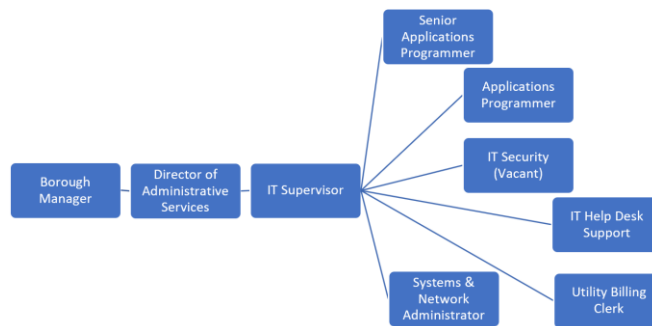 Senior
Applications
Programmer
Applications
Programmer
IT Security
(Vacant)
Borough
Manager
Director of
Administrative
Services
IT Supervisor
IT Help Desk
Support
Systems &
Network
Administrator
Utility Billing
Clerk